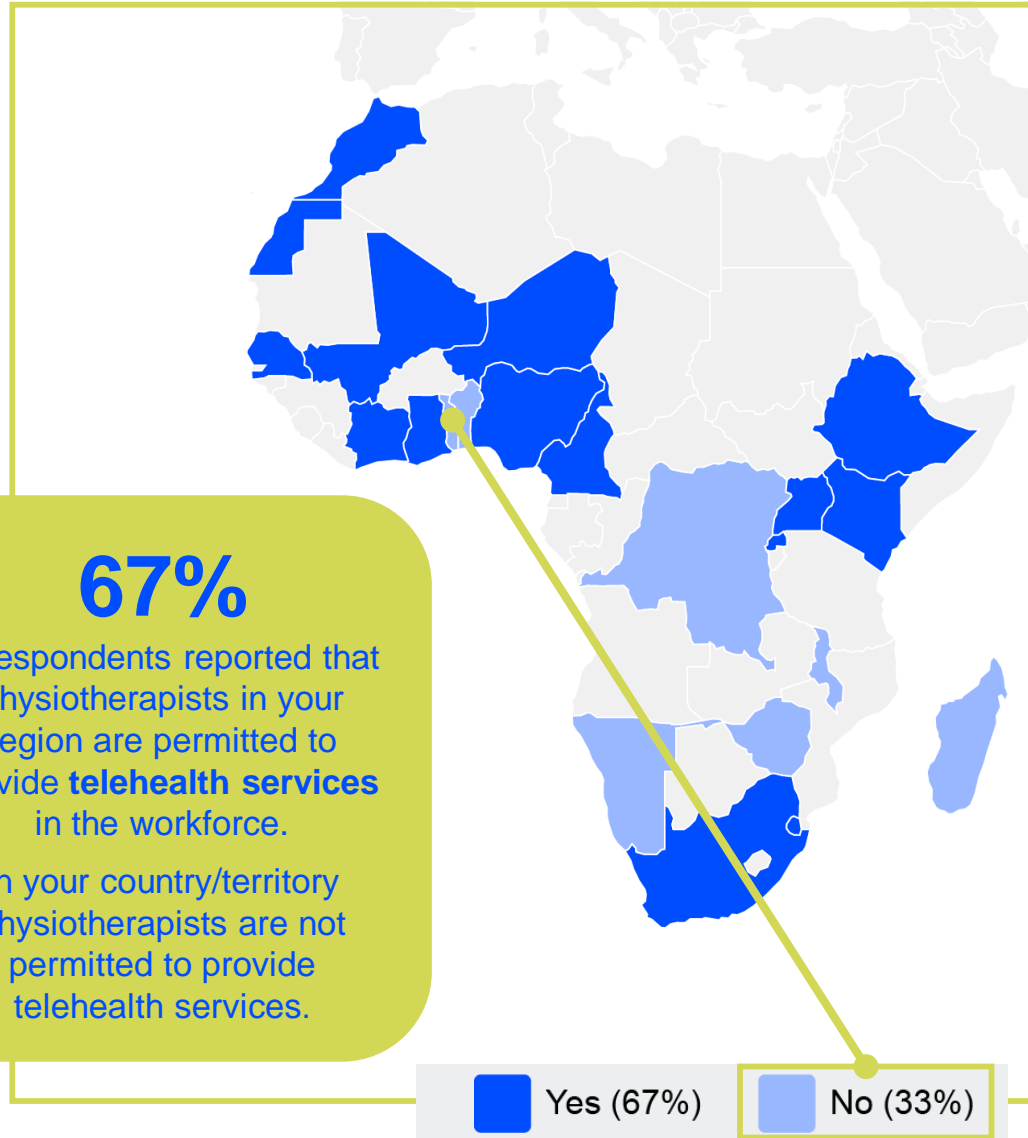 67%
espondents reported that
hysiotherapists in your
egion are permitted to
vide telehealth services
in the workforce.
n your country/territory
hysiotherapists are not
permitted to provide
telehealth services.
Yes (67%)
No (33%)